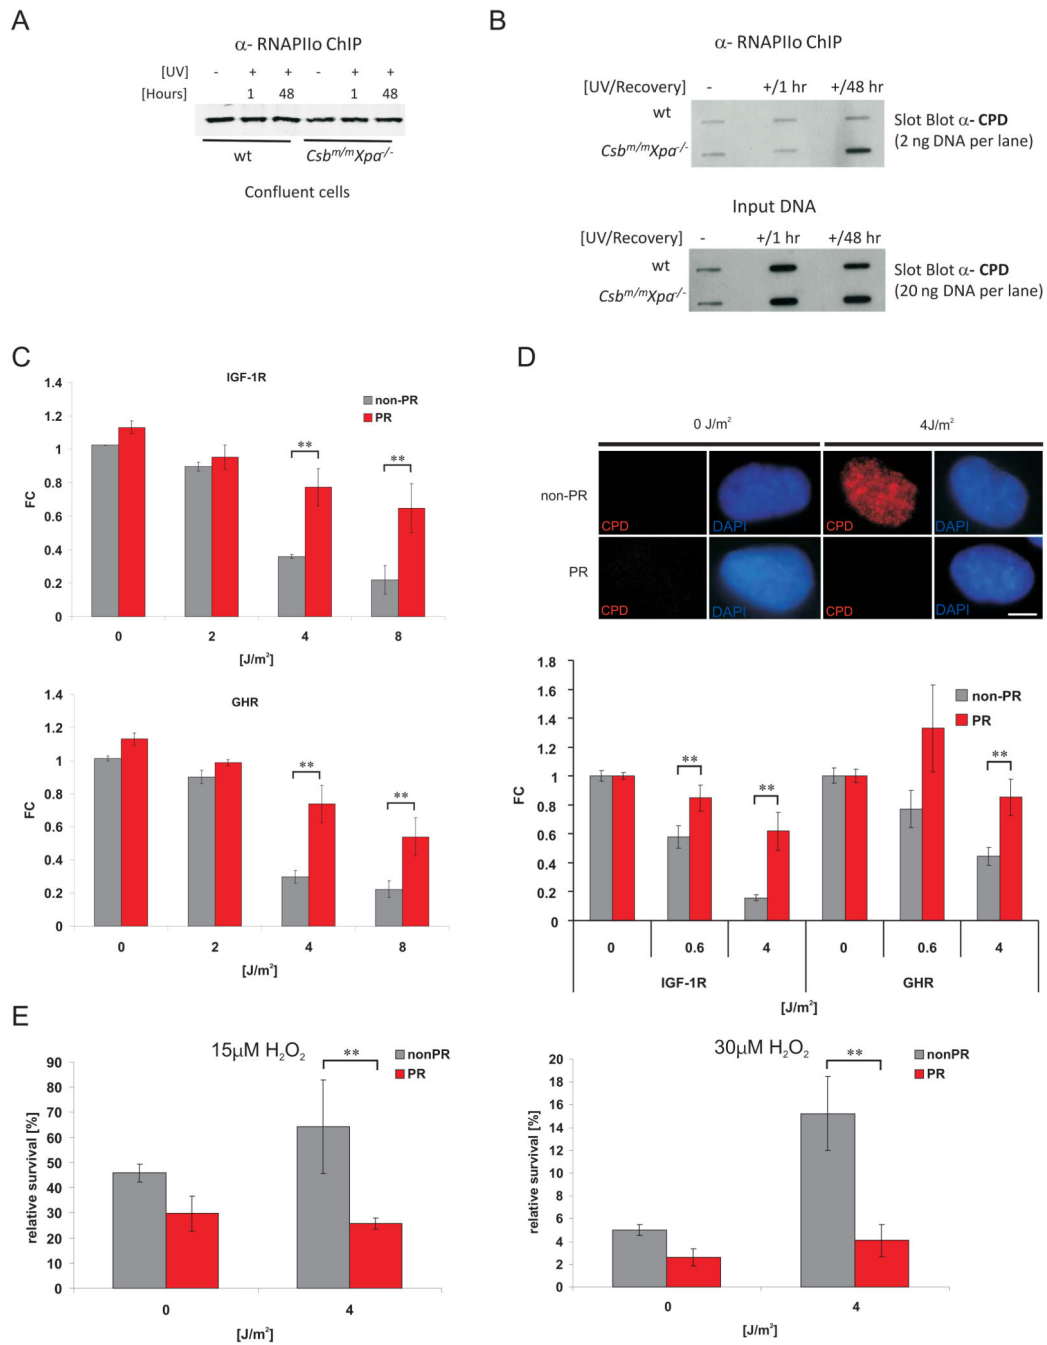 A
α- RNAPIIo ChIP
[UV] - + + - + +
[Hours] 1 48 1 48
wt Csb^m/m Xpa^-/-
Confluent cells
B
α- RNAPIIo ChIP
[UV/Recovery] - +/1 hr +/48 hr
wt
Csb^m/m Xpa^-/-
Slot Blot α- CPD
(2 ng DNA per lane)
Input DNA
[UV/Recovery] - +/1 hr +/48 hr
wt
Csb^m/m Xpa^-/-
Slot Blot α- CPD
(20 ng DNA per lane)
C
IGF-1R
1.4
1.2
1
0.8
0.6
0.4
0.2
0
FC
non-PR
PR
**
**
0 2 4 8
[J/m²]
GHR
1.4
1.2
1
0.8
0.6
0.4
0.2
0
FC
**
**
0 2 4 8
[J/m²]
D
0 J/m² 4J/m²
non-PR
CPD DAPI CPD DAPI
PR
CPD DAPI CPD DAPI
1.8
1.6
1.4
1.2
1
0.8
0.6
0.4
0.2
0
FC
non-PR
PR
**
**
**
0 0.6 4 0 0.6 4
IGF-1R GHR
[J/m²]
E
15µM H₂O₂
90
80
70
60
50
40
30
20
10
0
relative survival [%]
nonPR
PR
**
0 4
[J/m²]
30µM H₂O₂
20
18
16
14
12
10
8
6
4
2
0
relative survival [%]
nonPR
PR
**
0 4
[J/m²]